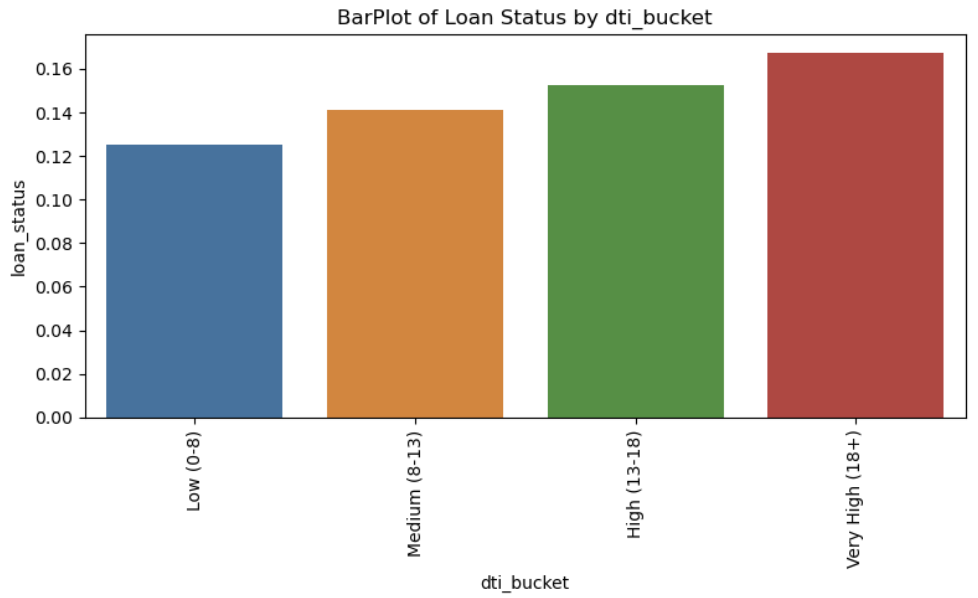 BarPlot of Loan Status by dti_bucket
loan_status
0.16
0.14
0.12
0.10
0.08
0.06
0.04
0.02
0.00
Low (0-8)
Medium (8-13)
High (13-18)
Very High (18+)
dti_bucket